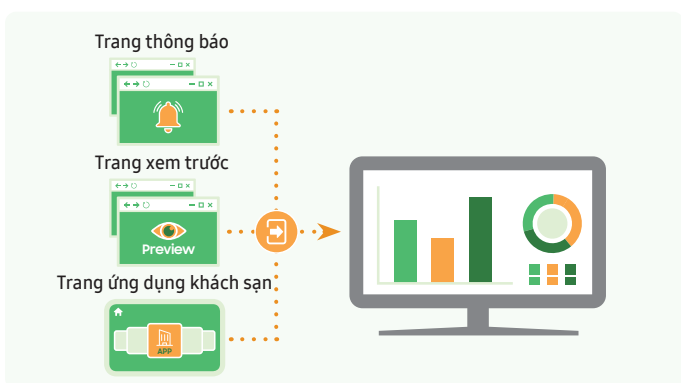 Trang thông báo
Trang xem trước
Preview
Trang ứng dụng khách sạn
APP